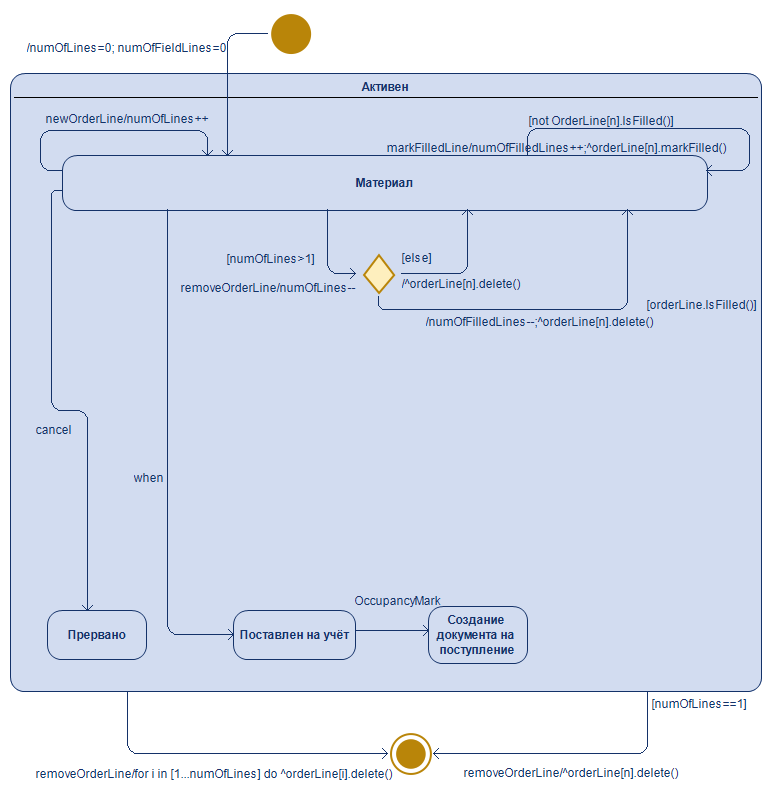 /numOfLines=0; numOfFieldLines=0
Активен
newOrderLine/numOfLines++
[not OrderLine[n].IsFilled()]
markFilledLine/numOfFilledLines++;^orderLine[n].markFilled()
Материал
[numOfLines>1]
[else]
removeOrderLine/numOfLines--
/^orderLine[n].delete()
[orderLine.IsFilled()]
/numOfFilledLines--;^orderLine[n].delete()
cancel
when
OccupancyMark
Прервано
Поставлен на учёт
Создание
документа на
поступление
[numOfLines==1]
removeOrderLine/for i in [1...numOfLines] do ^orderLine[i].delete()
removeOrderLine/^orderLine[n].delete()